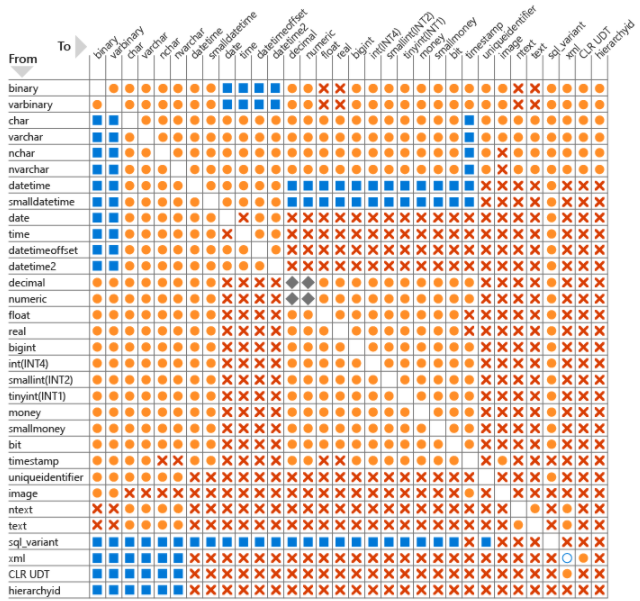 To
From
binary
varbinary
char
varchar
nchar
nvarchar
datetime
smalldatetime
date
time
datetimeoffset
datetime2
decimal
numeric
float
real
bigint
int(INT4)
smallint(INT2)
tinyint(INT1)
money
smallmoney
bit
timestamp
uniqueidentifier
image
ntext
text
sql_variant
xml
CLR UDT
hierarchyid
binary
varbinary
char
varchar
nchar
nvarchar
datetime
smalldatetime
date
time
datetimeoffset
datetime2
decimal
numeric
float
real
bigint
int(INT4)
smallint(INT2)
tinyint(INT1)
money
smallmoney
bit
timestamp
uniqueidentifier
image
ntext
text
sql_variant
xml
CLR UDT
hierarchyid